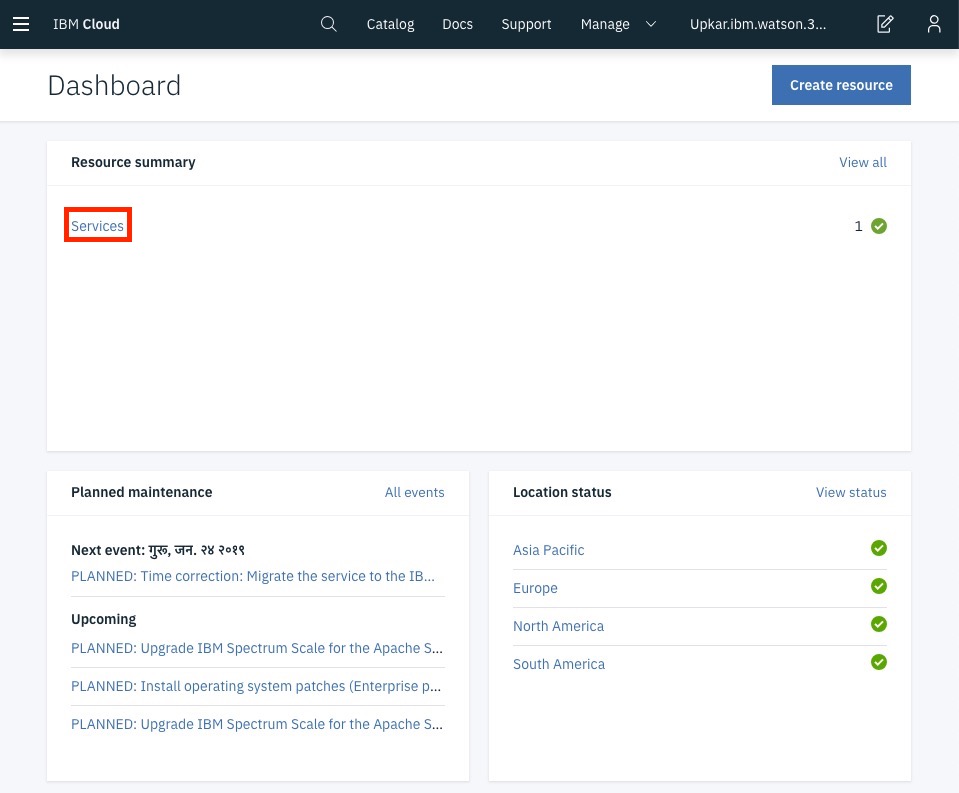 IBM Cloud Catalog Docs Support Manage Upkar.ibm.watson.3...
Dashboard Create resource
Resource summary View all
Services 1
Planned maintenance All events
Next event: गुरू, जन. २४ २०१९
PLANNED: Time correction: Migrate the service to the IB...
Upcoming
PLANNED: Upgrade IBM Spectrum Scale for the Apache S...
PLANNED: Install operating system patches (Enterprise p...
PLANNED: Upgrade IBM Spectrum Scale for the Apache S...
Location status View status
Asia Pacific
Europe
North America
South America